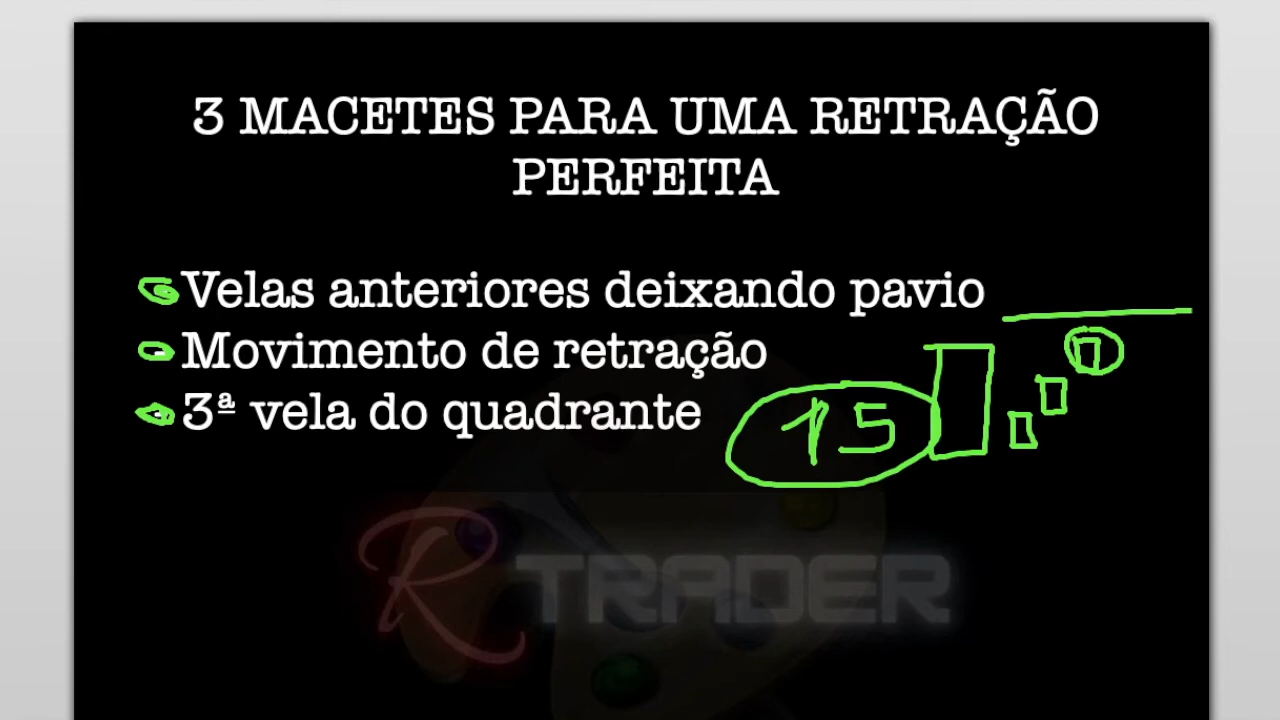 3 MACETES PARA UMA RETRAÇÃO
PERFEITA
Velas anteriores deixando pavio
Movimento de retração
3ª vela do quadrante
15
R TRADER